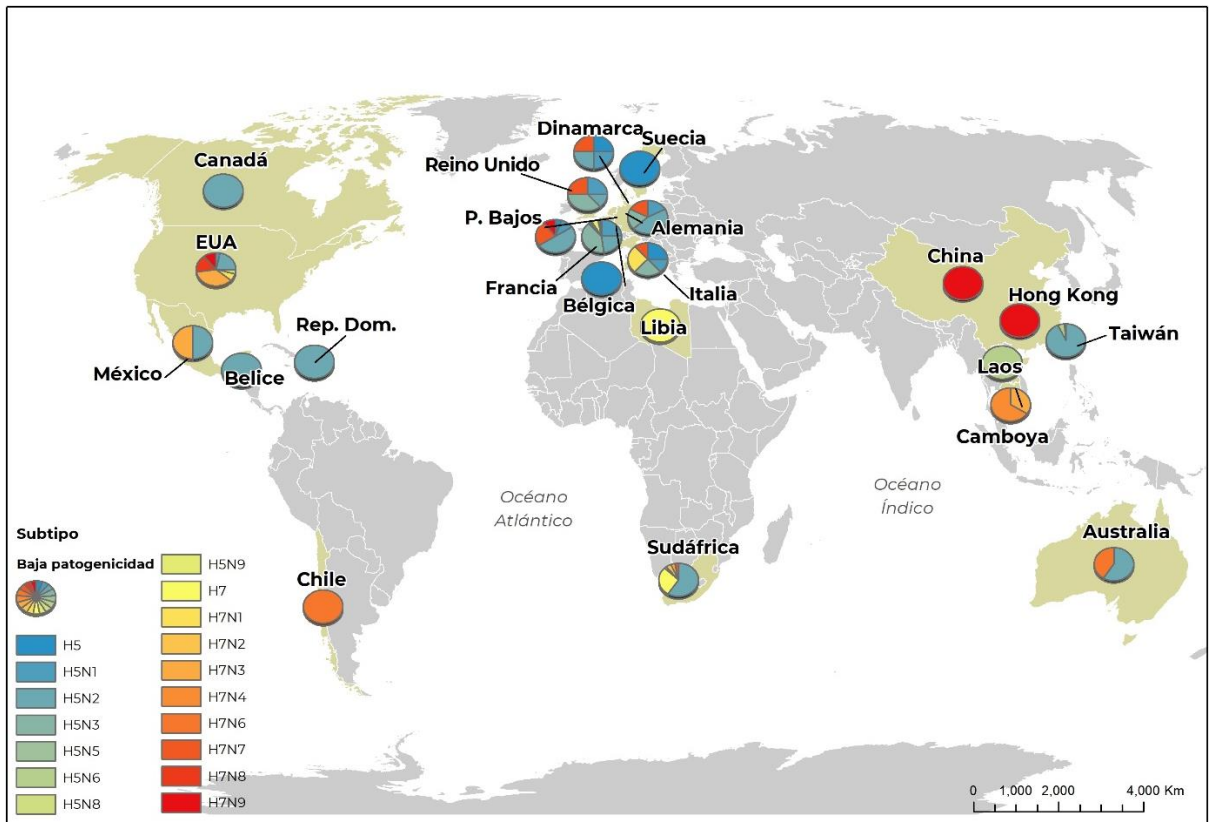 Dinamarca
Suecia
Canadá
Reino Unido
P. Bajos
Alemania
EUA
China
Francia
Bélgica
Italia
Hong Kong
Rep. Dom.
Libia
Taiwán
México
Belice
Laos
Camboya
Océano
Atlántico
Océano
Índico
Sudáfrica
Australia
Chile
Subtipo
Baja patogenicidad
H5
H5N1
H5N2
H5N3
H5N5
H5N6
H5N8
H5N9
H7
H7N1
H7N2
H7N3
H7N4
H7N6
H7N7
H7N8
H7N9
0 1,000 2,000 4,000 Km